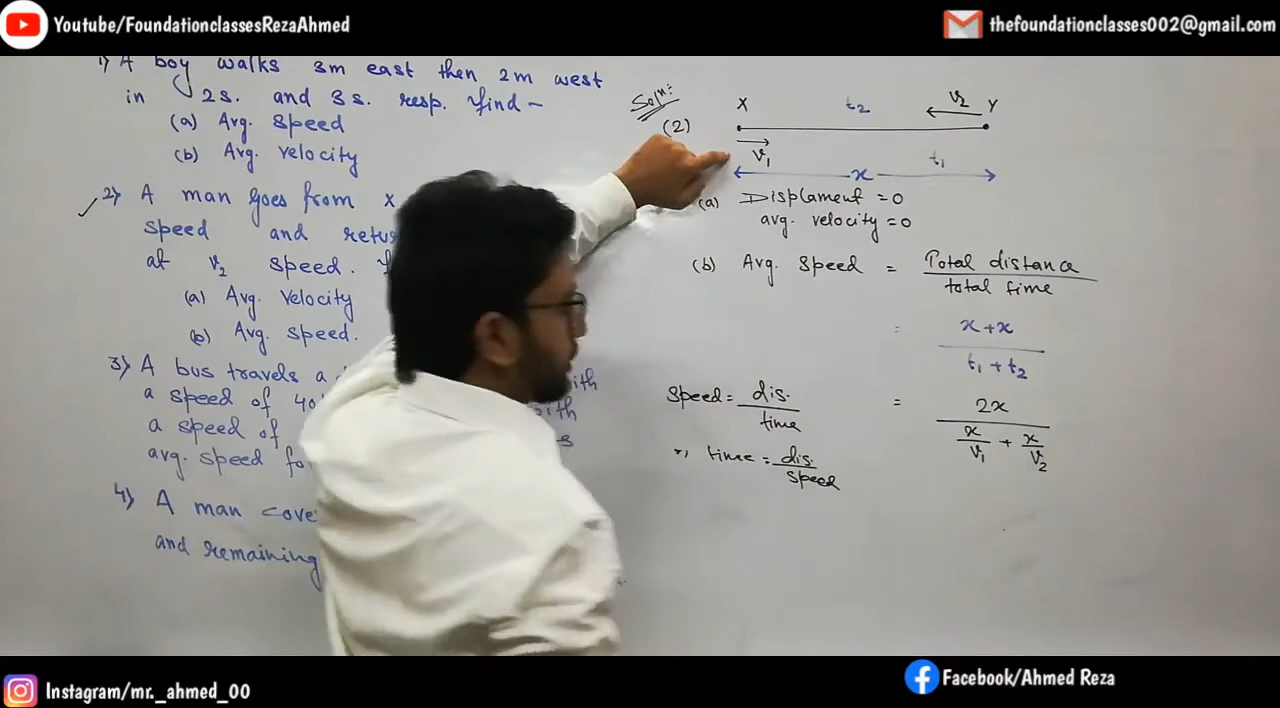 Youtube/FoundationclassesRezaAhmed
thefoundationclasses002@gmail.com
1) A boy walks 3m east then 2m west
in 2s. and 3s. resp. find -
(a) Avg. speed
(b) Avg. velocity
2) A man goes from x
speed and retu
at v₂ speed.
(a) Avg. velocity
(b) Avg. speed.
3) A bus travels a
a speed of 40
a speed of
avg. speed fo
4) A man cove
and remaining
Solⁿ:
(2)
X t₂ v₂ Y
v₁ t₁
x
(a) Displament = 0
avg. velocity = 0
(b) Avg. speed = Total distance
total time
= x+x
t₁ + t₂
speed = dis.
time
= 2x
x/v₁ + x/v₂
time = dis.
speed
Instagram/mr._ahmed_00
Facebook/Ahmed Reza